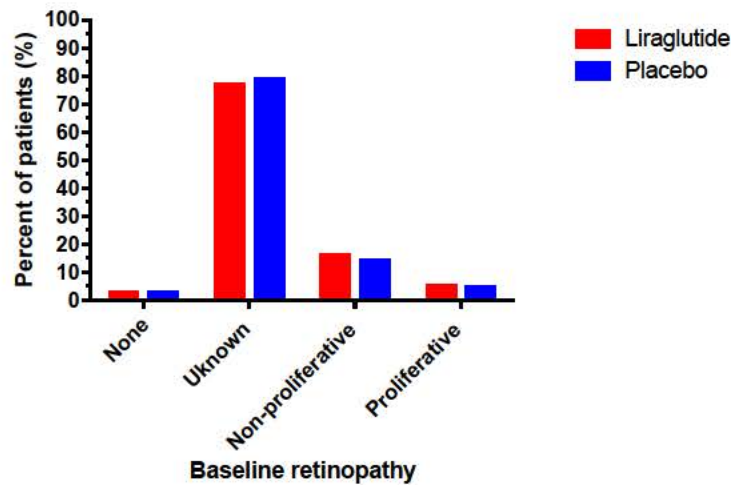 100
90
80
70
60
50
40
30
20
10
0
Percent of patients (%)
Liraglutide
Placebo
None
Uknown
Non-proliferative
Proliferative
Baseline retinopathy